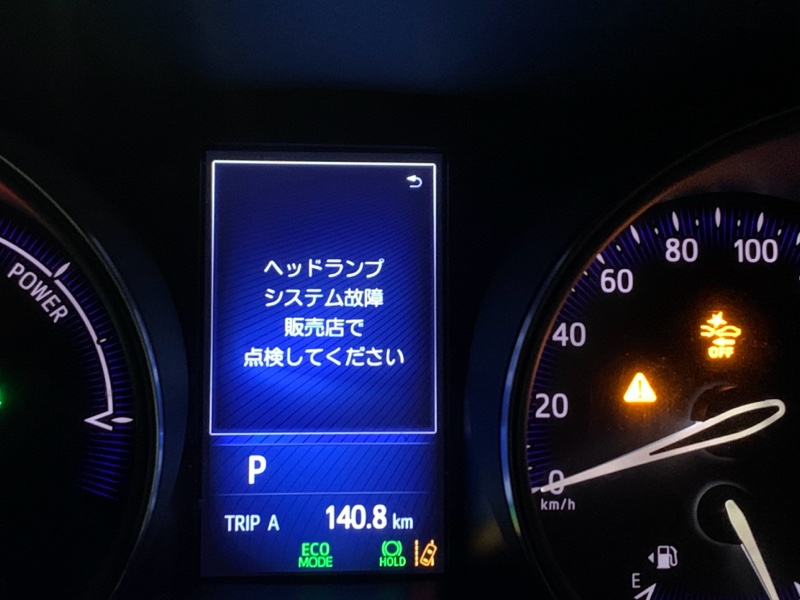 ヘッドランプ
システム故障
販売店で
点検してください
P
TRIP A 140.8 km
ECO
MODE
HOLD
POWER
0
20
40
60
80
100
km/h
OFF
E